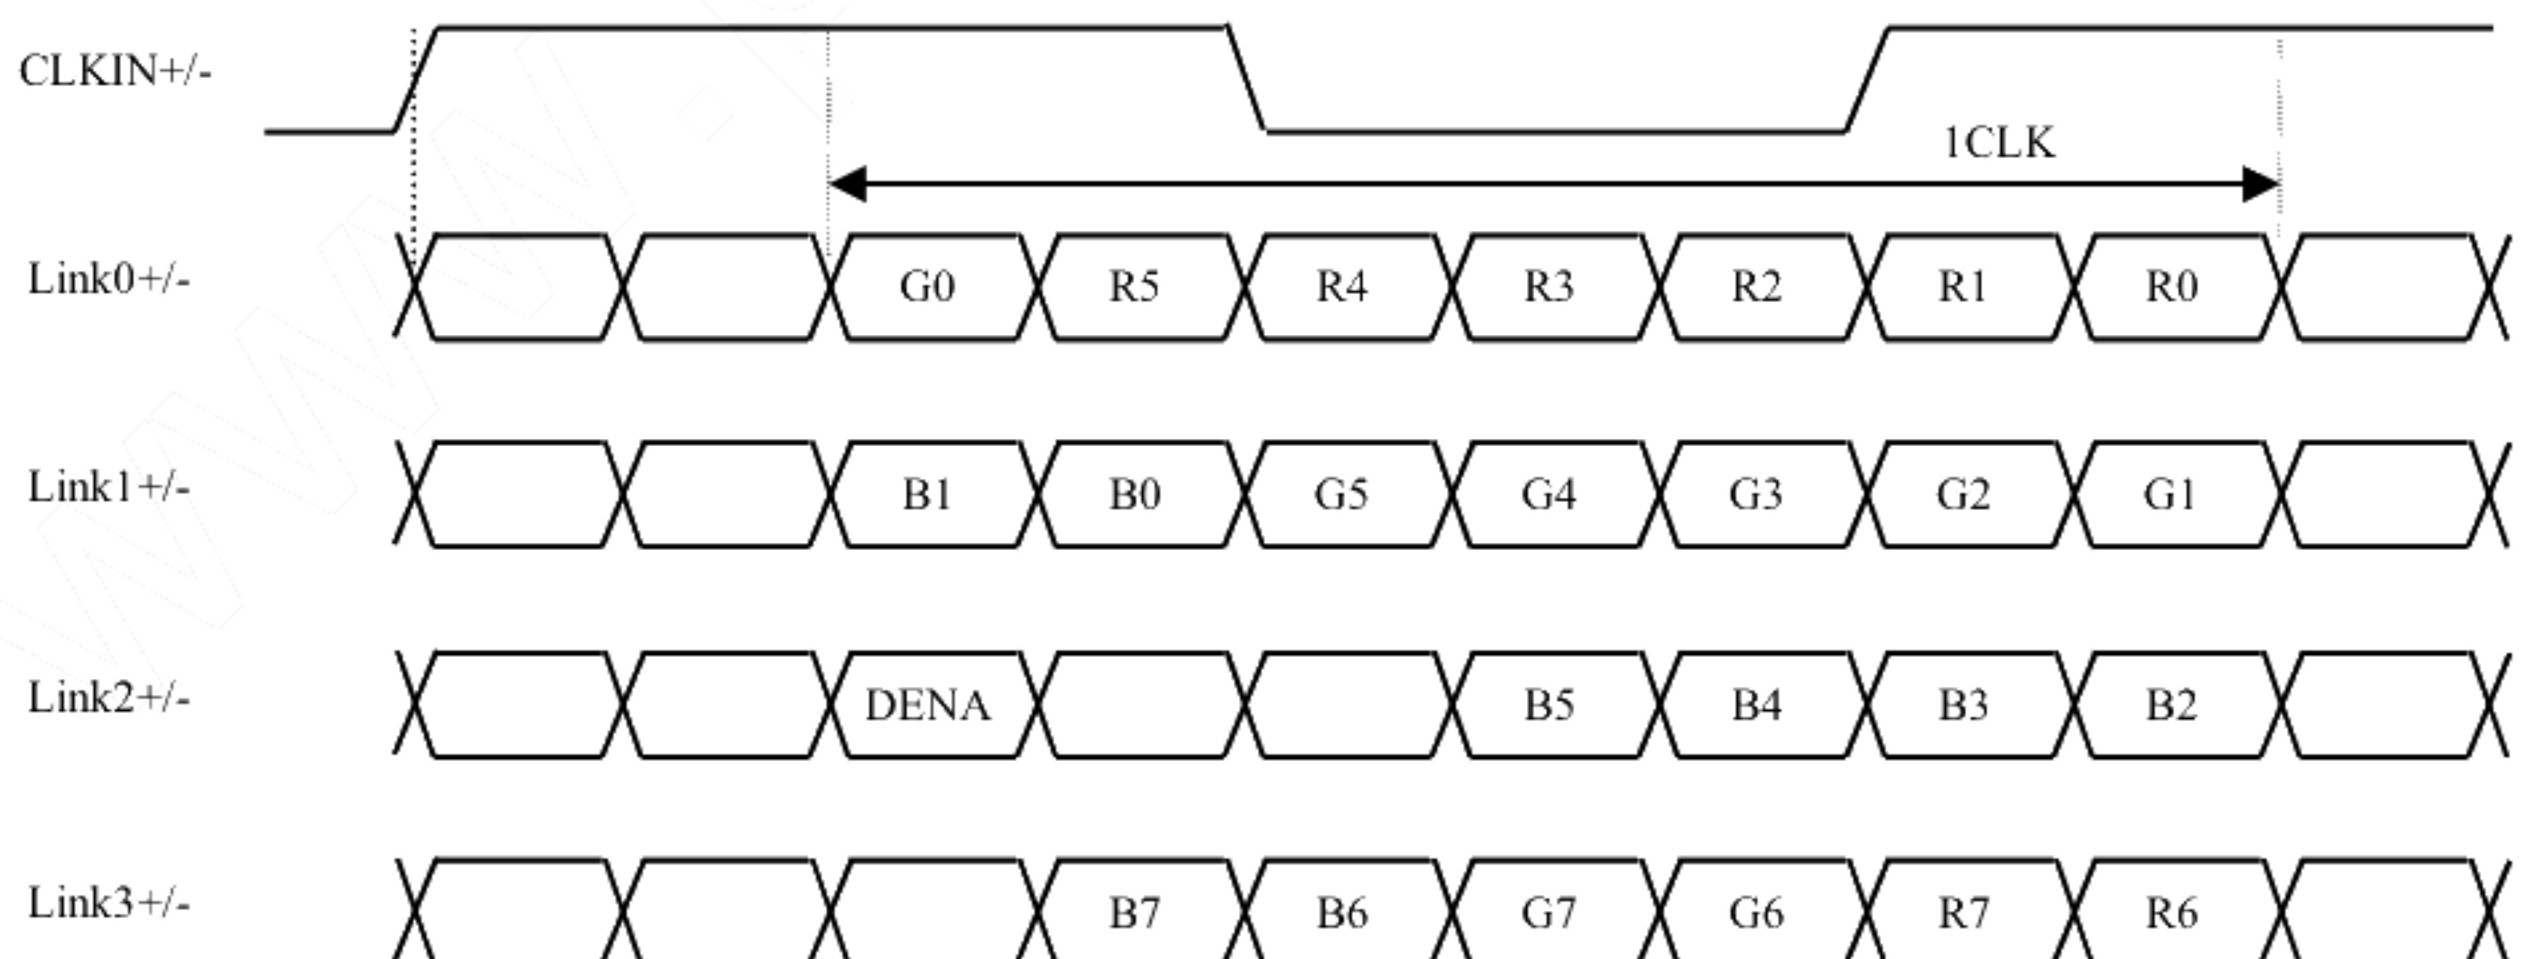 CLKIN+/-
1CLK
Link0+/- G0 R5 R4 R3 R2 R1 R0
Link1+/- B1 B0 G5 G4 G3 G2 G1
Link2+/- DENA B5 B4 B3 B2
Link3+/- B7 B6 G7 G6 R7 R6